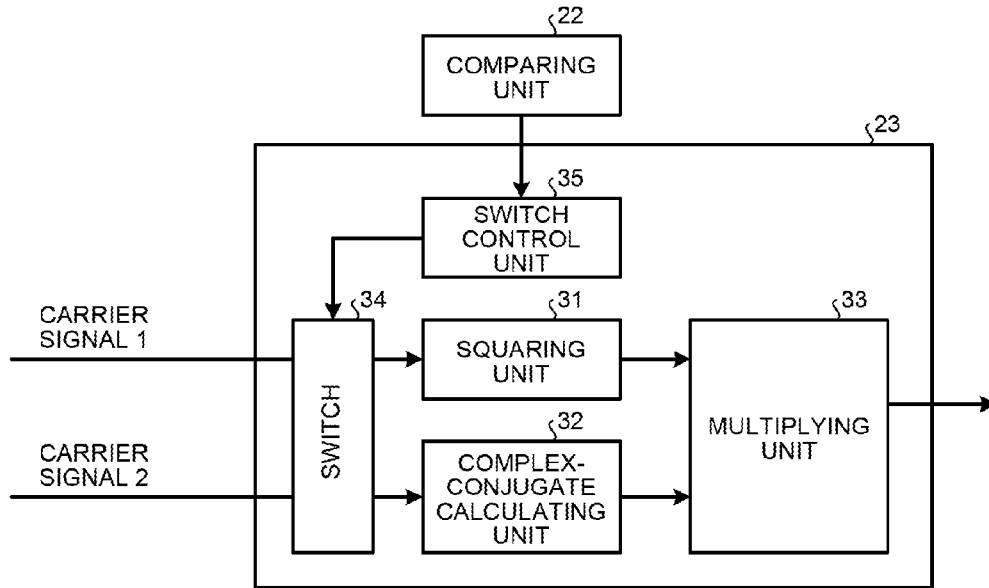 22
COMPARING
UNIT
23
35
SWITCH
CONTROL
UNIT
CARRIER
SIGNAL 1
34
SWITCH
31
SQUARING
UNIT
33
MULTIPLYING
UNIT
CARRIER
SIGNAL 2
32
COMPLEX-
CONJUGATE
CALCULATING
UNIT